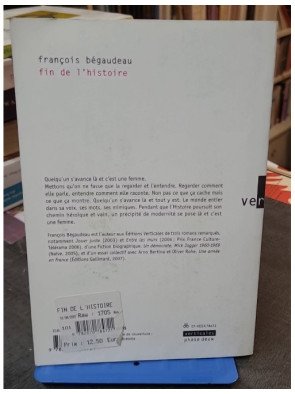 françois bégaudeau
fin de l'histoire
Quelqu'un s'avance là et c'est une femme.
Mettons qu'on ne fasse que la regarder et l'entendre. Regarder comment
elle parle, entendre comment elle raconte. Non pas ce que ça cache mais
ce que ça montre. Quelqu'un s'avance là et tout y est. Le monde entier
dans sa voix, ses mots, ses mimiques. Pendant que l'Histoire poursuit son
chemin héroïque et vain, un précipité de modernité se pose là et c'est
une femme.
ver
François Bégaudeau est l'auteur aux Éditions Verticales de trois romans remarqués,
notamment Jouer juste (2003) et Entre les murs (2006 ; Prix France Culture-
Télérama 2006), d'une fiction biographique, Un démocrate, Mick Jagger 1960-1969
(Naïve, 2005), et d'un essai collectif avec Arno Bertina et Oliver Rohe, Une année
en France (Éditions Gallimard, 2007).
FIN DE L'HISTOIRE
Raw : 1705
Prix : 12.50 Eur
verticales
phase deux